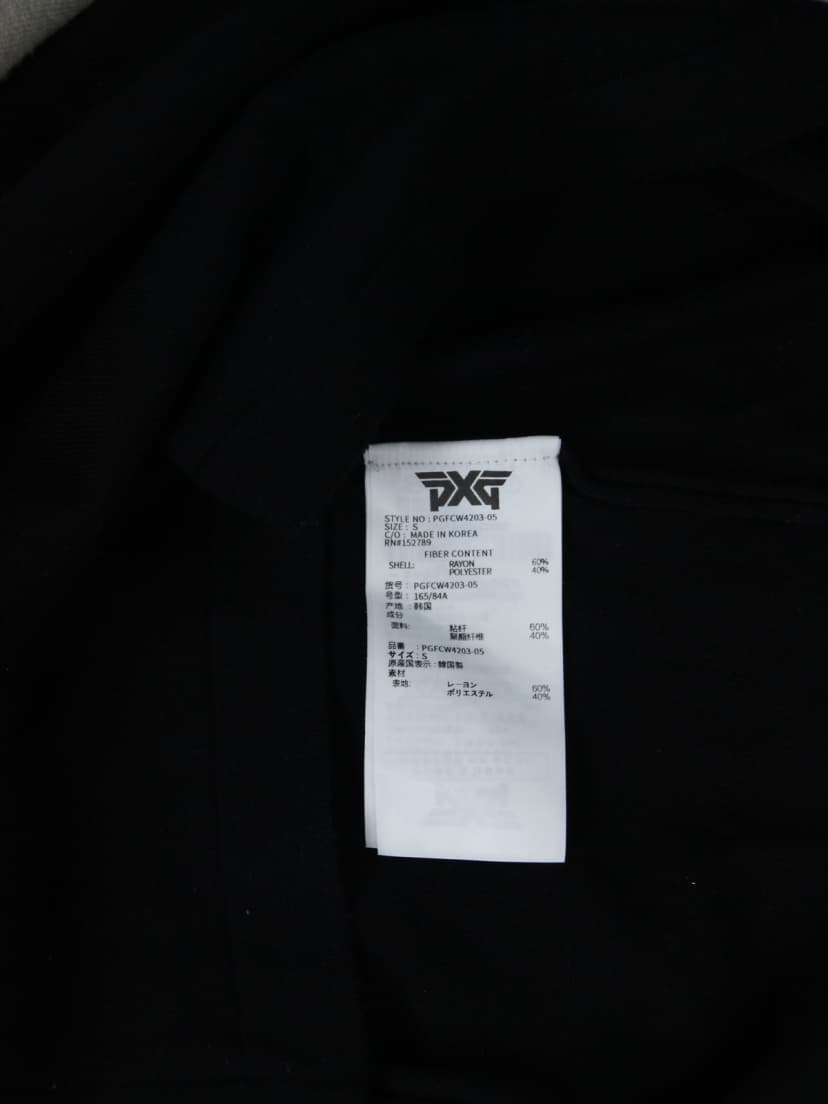 PXG
STYLE NO : PGFCW4203-05
SIZE : S
C/O : MADE IN KOREA
RN#152789
FIBER CONTENT
SHELL: RAYON 60%
POLYESTER 40%
货号 : PGFCW4203-05
号型 : 165/84A
产地 : 韩国
成分
面料: 粘纤 60%
聚酯纤维 40%
品番 : PGFCW4203-05
サイズ : S
原産国表示 : 韓国製
素材
表地: レーヨン 60%
ポリエステル 40%